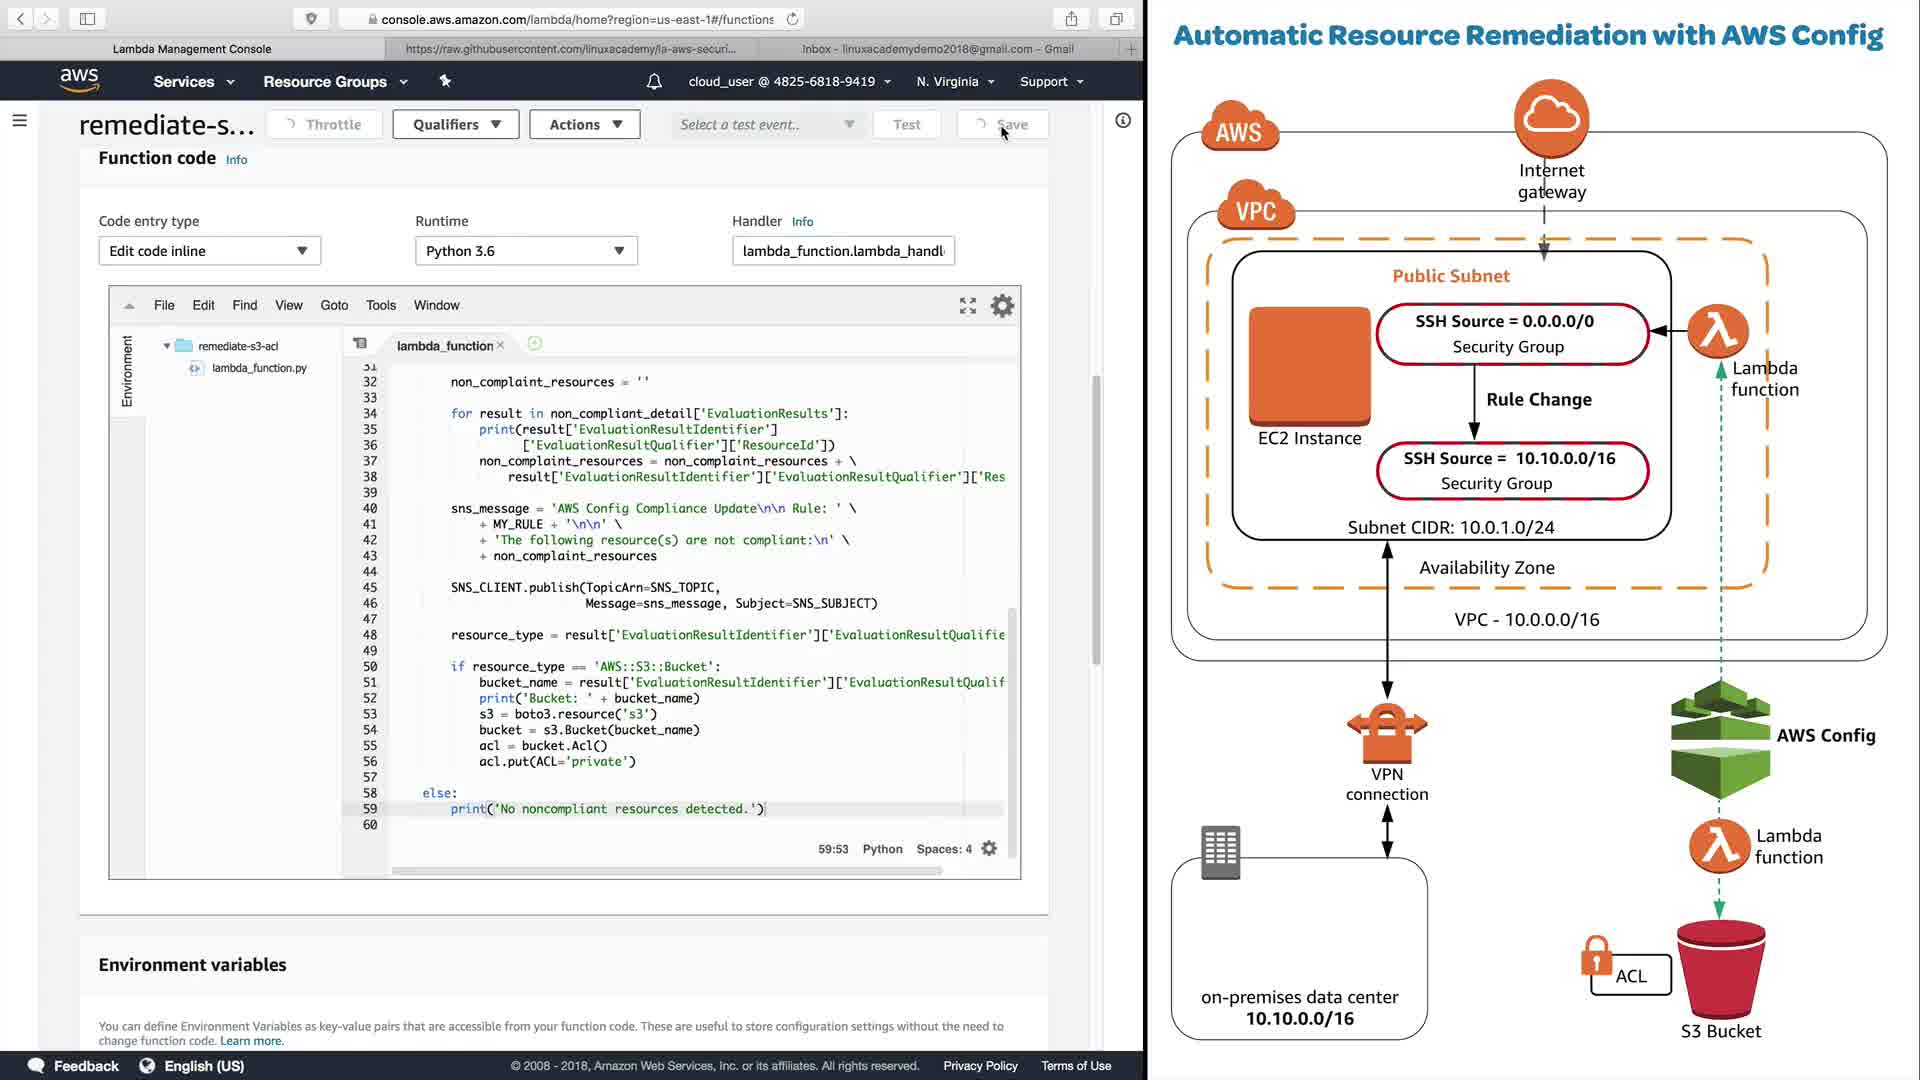 console.aws.amazon.com/lambda/home?region=us-east-1#/functions
Lambda Management Console
https://raw.githubusercontent.com/linuxacademy/la-aws-securi...
Inbox - linuxacademydemo2018@gmail.com - Gmail
aws
Services
Resource Groups
cloud_user @ 4825-6818-9419
N. Virginia
Support
remediate-s...
Throttle
Qualifiers
Actions
Select a test event..
Test
Save
Function code
Info
Code entry type
Edit code inline
Runtime
Python 3.6
Handler Info
lambda_function.lambda_handl
File Edit Find View Goto Tools Window
Environment
remediate-s3-acl
lambda_function.py
lambda_function
31
32 non_complaint_resources = ''
33
34 for result in non_compliant_detail['EvaluationResults']:
35 print(result['EvaluationResultIdentifier']
36 ['EvaluationResultQualifier']['ResourceId'])
37 non_complaint_resources = non_complaint_resources + \
38 result['EvaluationResultIdentifier']['EvaluationResultQualifier']['Res
39
40 sns_message = 'AWS Config Compliance Update\n\n Rule: ' \
41 + MY_RULE + '\n\n' \
42 + 'The following resource(s) are not compliant:\n' \
43 + non_complaint_resources
44
45 SNS_CLIENT.publish(TopicArn=SNS_TOPIC,
46 Message=sns_message, Subject=SNS_SUBJECT)
47
48 resource_type = result['EvaluationResultIdentifier']['EvaluationResultQualifie
49
50 if resource_type == 'AWS::S3::Bucket':
51 bucket_name = result['EvaluationResultIdentifier']['EvaluationResultQualif
52 print('Bucket: ' + bucket_name)
53 s3 = boto3.resource('s3')
54 bucket = s3.Bucket(bucket_name)
55 acl = bucket.Acl()
56 acl.put(ACL='private')
57
58 else:
59 print('No noncompliant resources detected.')
60
59:53 Python Spaces: 4
Environment variables
You can define Environment Variables as key-value pairs that are accessible from your function code. These are useful to store configuration settings without the need to
change function code. Learn more.
Feedback
English (US)
© 2008 - 2018, Amazon Web Services, Inc. or its affiliates. All rights reserved.
Privacy Policy
Terms of Use
Automatic Resource Remediation with AWS Config
AWS
Internet
gateway
VPC
Public Subnet
SSH Source = 0.0.0.0/0
Security Group
Lambda
function
Rule Change
EC2 Instance
SSH Source = 10.10.0.0/16
Security Group
Subnet CIDR: 10.0.1.0/24
Availability Zone
VPC - 10.0.0.0/16
AWS Config
VPN
connection
Lambda
function
ACL
on-premises data center
10.10.0.0/16
S3 Bucket